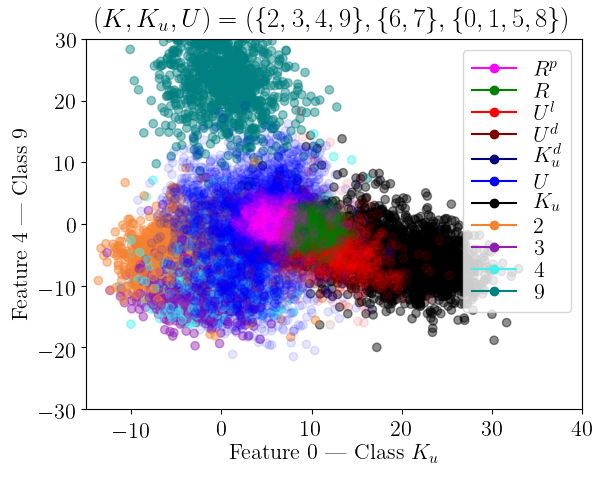 (K, K_u, U) = ({2, 3, 4, 9}, {6, 7}, {0, 1, 5, 8})
30
20
10
0
−10
−20
−30
Feature 4 — Class 9
R^p
R
U^l
U^d
K_u^d
U
K_u
2
3
4
9
−10
0
10
20
30
40
Feature 0 — Class K_u